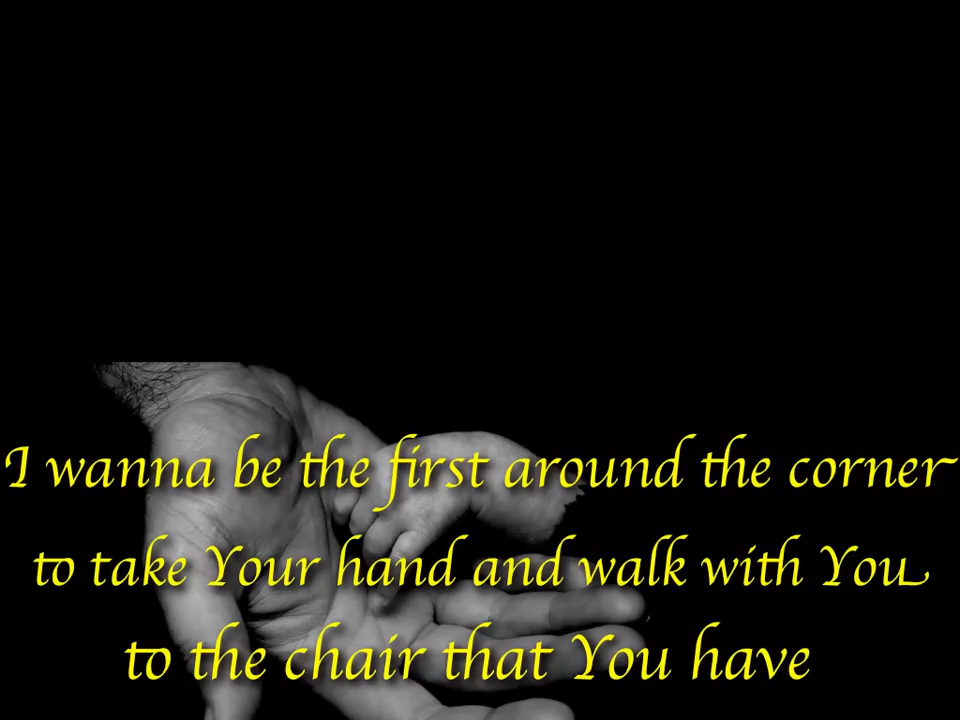 I wanna be the first around the corner
to take Your hand and walk with You
to the chair that You have